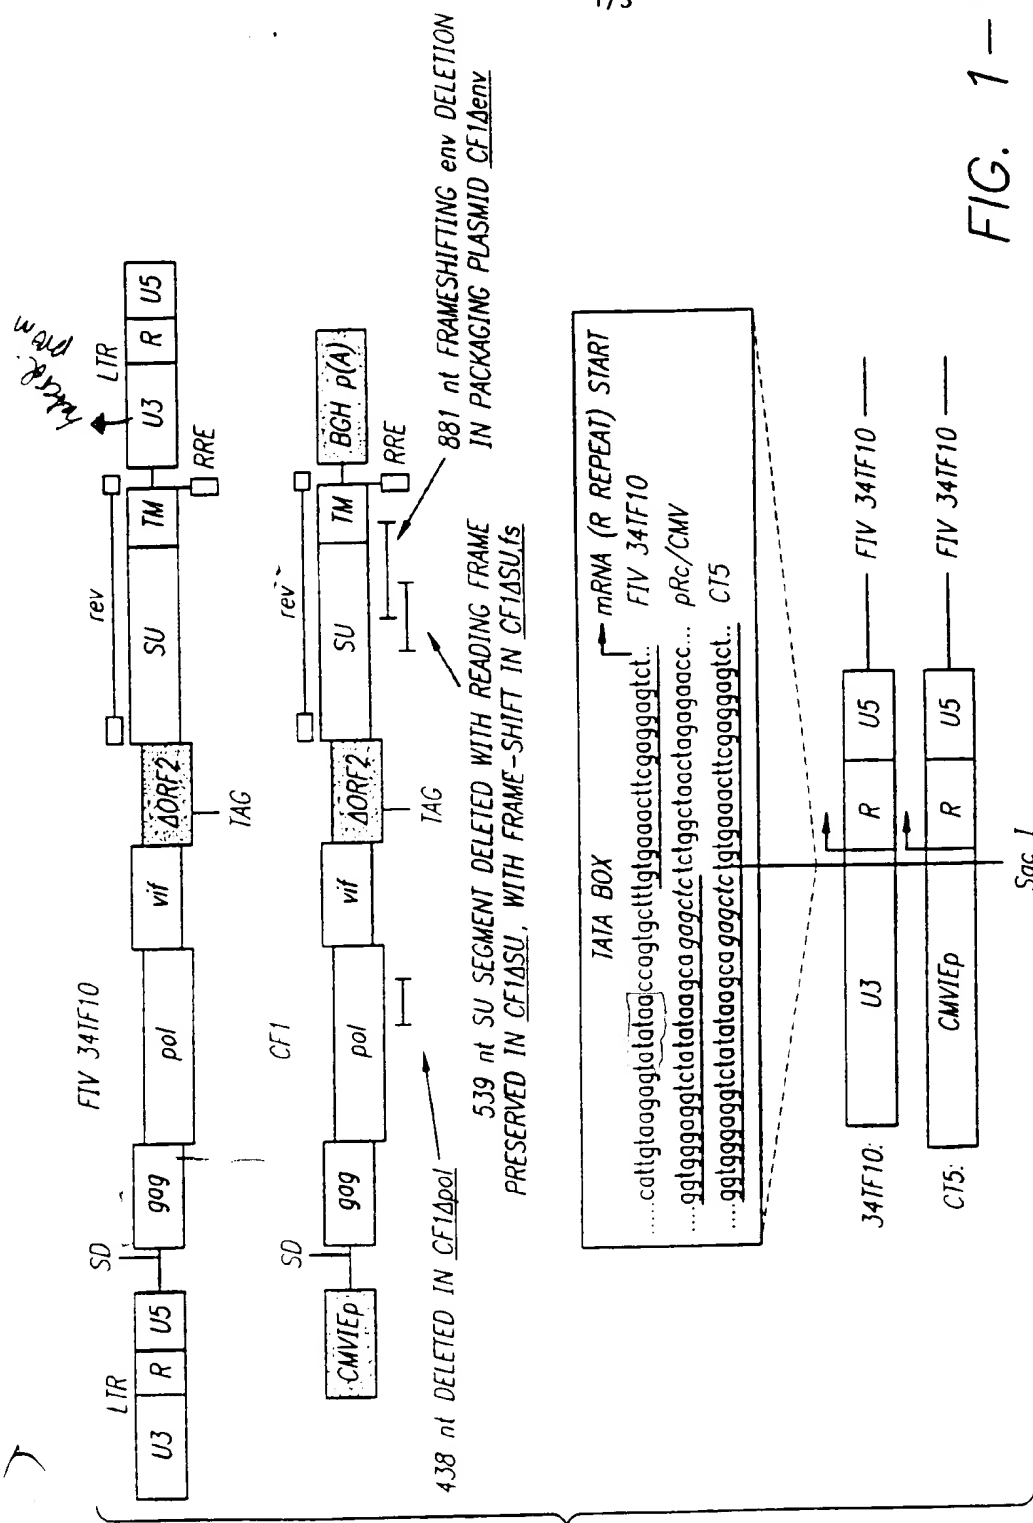 1/3
FIV 34TF10
LTR
U3 R U5
SD
gag
pol
vif
ΔORF2
TAG
rev
SU
TM
RRE
LTR
U3 R U5
CF1
CMVIEp
SD
gag
pol
vif
ΔORF2
TAG
rev
SU
TM
RRE
BGH p(A)
438 nt DELETED IN CF1Δpol
539 nt SU SEGMENT DELETED WITH READING FRAME
PRESERVED IN CF1ΔSU, WITH FRAME-SHIFT IN CF1ΔSU,fs
881 nt FRAMESHIFTING env DELETION
IN PACKAGING PLASMID CF1Δenv
TATA BOX
mRNA (R REPEAT) START
.....cattgtaagagtatataaccagtgctttgtgaaacttcgaggagtct.. FIV 34TF10
.....ggtgggaggtctatataagcagagctctctggctaactagagaacc... pRc/CMV
.....ggtgggaggtctatataagcagagctctgtgaaacttcgaggagtct.. CT5
34TF10: U3 R U5 FIV 34TF10
CT5: CMVIEp R U5 FIV 34TF10
Sac I
FIG. 1